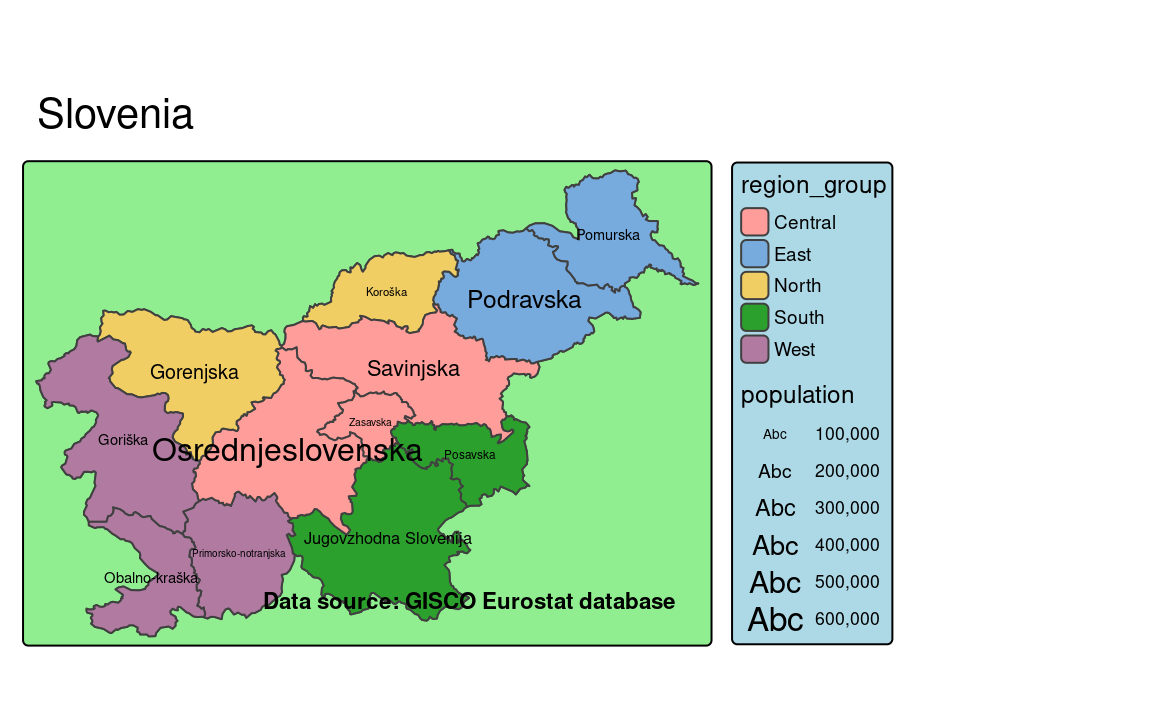 Slovenia
Pomurska
Koroška
Podravska
Gorenjska
Savinjska
Zasavska
Goriška
Osrednjeslovenska
Posavska
Jugovzhodna Slovenija
Primorsko-notranjska
Obalno-kraška
Data source: GISCO Eurostat database
region_group
Central
East
North
South
West
population
Abc 100,000
Abc 200,000
Abc 300,000
Abc 400,000
Abc 500,000
Abc 600,000